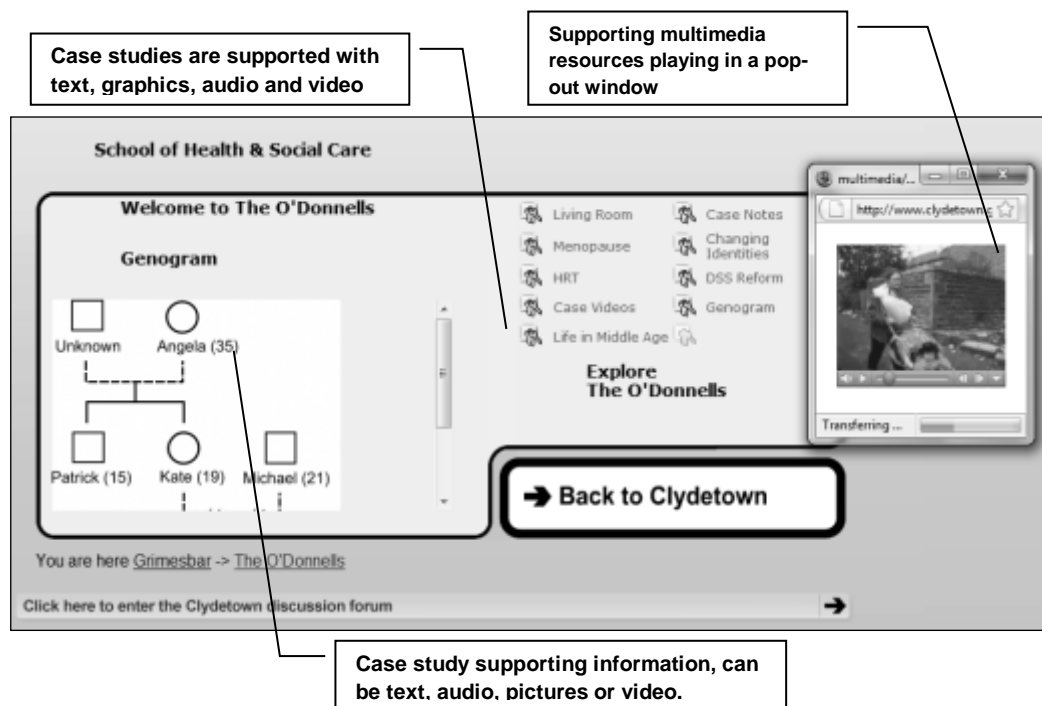 Case studies are supported with
text, graphics, audio and video
Supporting multimedia
resources playing in a pop-
out window
School of Health & Social Care
Welcome to The O'Donnells
Genogram
Unknown
Angela (35)
Patrick (15)
Kate (19)
Michael (21)
Living Room
Case Notes
Menopause
Changing
Identities
HRT
DSS Reform
Case Videos
Genogram
Life in Middle Age
Explore
The O'Donnells
multimedia/...
http://www.clydetown
Transferring ...
Back to Clydetown
You are here Grimesbar -> The O'Donnells
Click here to enter the Clydetown discussion forum
Case study supporting information, can
be text, audio, pictures or video.